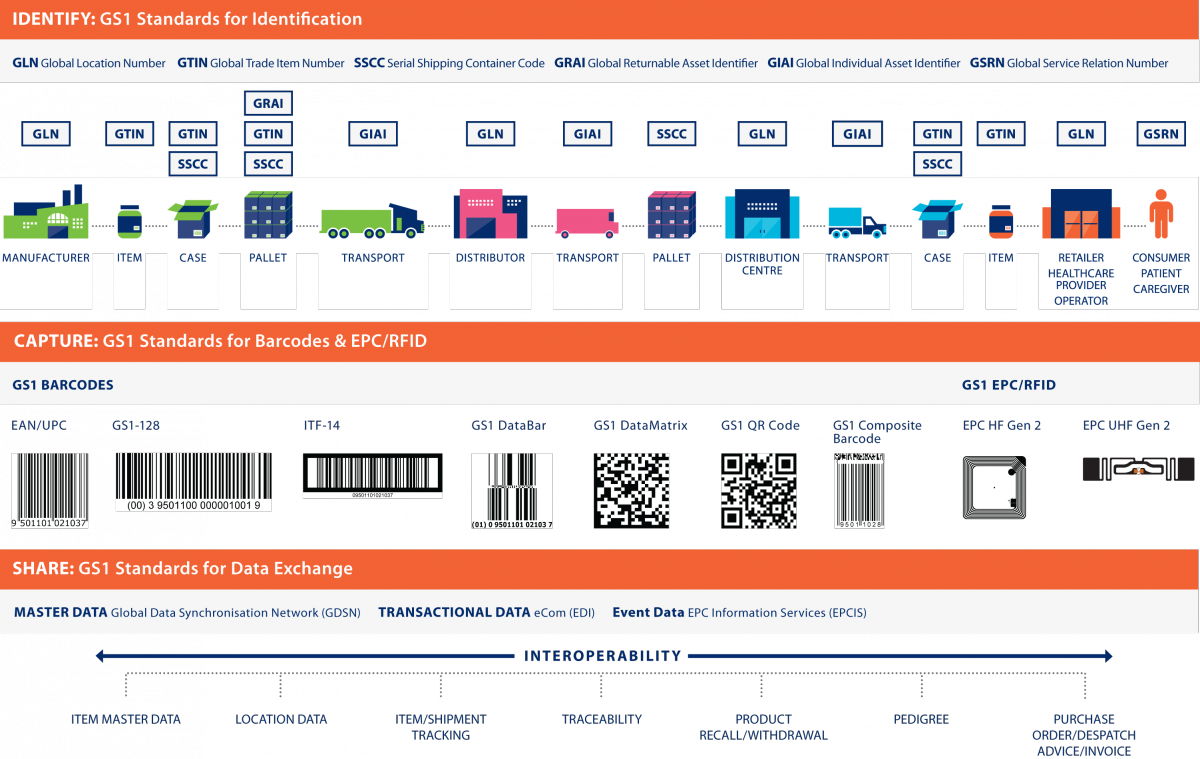 IDENTIFY: GS1 Standards for Identification
GLN Global Location Number GTIN Global Trade Item Number SSCC Serial Shipping Container Code GRAI Global Returnable Asset Identifier GIAI Global Individual Asset Identifier GSRN Global Service Relation Number
GRAI
GLN GTIN GTIN GTIN GIAI GLN GIAI SSCC GLN GIAI GTIN GTIN GLN GSRN
SSCC SSCC SSCC
MANUFACTURER ITEM CASE PALLET TRANSPORT DISTRIBUTOR TRANSPORT PALLET DISTRIBUTION TRANSPORT CASE ITEM RETAILER CONSUMER
CENTRE HEALTHCARE PATIENT
PROVIDER CAREGIVER
OPERATOR
CAPTURE: GS1 Standards for Barcodes & EPC/RFID
GS1 BARCODES GS1 EPC/RFID
EAN/UPC GS1-128 ITF-14 GS1 DataBar GS1 DataMatrix GS1 QR Code GS1 Composite EPC HF Gen 2 EPC UHF Gen 2
Barcode
9 501101 021037
(00) 3 9501100 000001001 9
09501101021037
(01) 0 9501101 02103 7
9501 1028
SHARE: GS1 Standards for Data Exchange
MASTER DATA Global Data Synchronisation Network (GDSN) TRANSACTIONAL DATA eCom (EDI) Event Data EPC Information Services (EPCIS)
INTEROPERABILITY
ITEM MASTER DATA LOCATION DATA ITEM/SHIPMENT TRACEABILITY PRODUCT PEDIGREE PURCHASE
TRACKING RECALL/WITHDRAWAL ORDER/DESPATCH
ADVICE/INVOICE